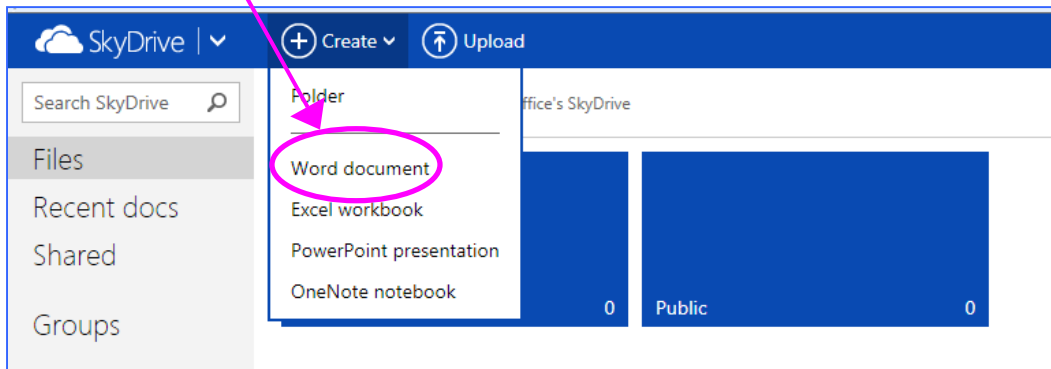 SkyDrive | Create Upload
Search SkyDrive
Folder
ffice's SkyDrive
Files
Recent docs
Shared
Groups
Word document
Excel workbook
PowerPoint presentation
OneNote notebook
0
Public 0